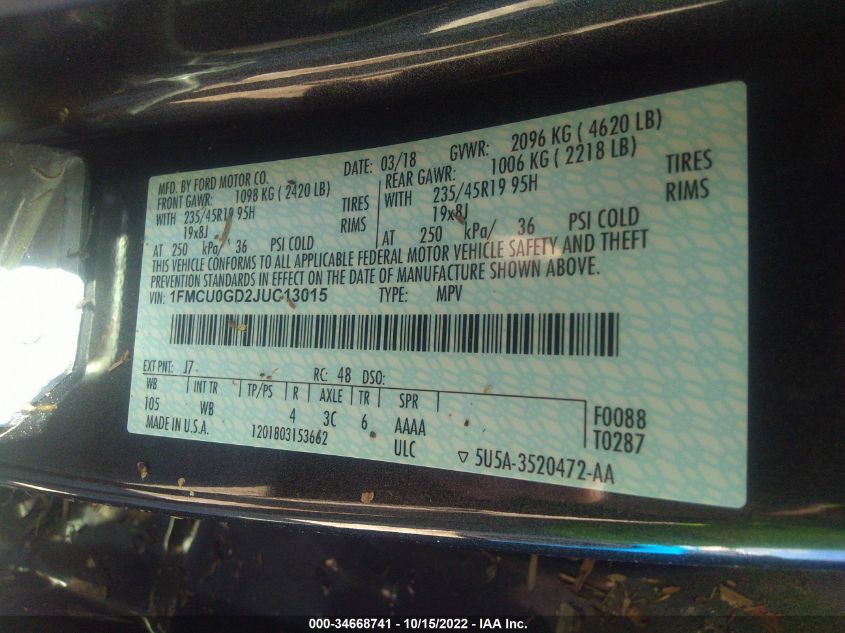 MFD. BY FORD MOTOR CO. DATE: 03/18 GVWR: 2096 KG ( 4620 LB)
FRONT GAWR: 1098 KG ( 2420 LB) REAR GAWR: 1006 KG ( 2218 LB)
WITH 235/45R19 95H TIRES WITH 235/45R19 95H TIRES
19x8J RIMS 19x8J RIMS
AT 250 kPa/ 36 PSI COLD AT 250 kPa/ 36 PSI COLD
THIS VEHICLE CONFORMS TO ALL APPLICABLE FEDERAL MOTOR VEHICLE SAFETY AND THEFT
PREVENTION STANDARDS IN EFFECT ON THE DATE OF MANUFACTURE SHOWN ABOVE.
VIN: 1FMCU0GD2JUC13015 TYPE: MPV
EXT PNT: J7 RC: 48 DSO:
WB INT TR TP/PS R AXLE TR SPR
105 WB 4 3C 6 AAAA F0088
MADE IN U.S.A. 1201803153662 ULC T0287
▽ 5U5A-3520472-AA
000-34668741 - 10/15/2022 - IAA Inc.